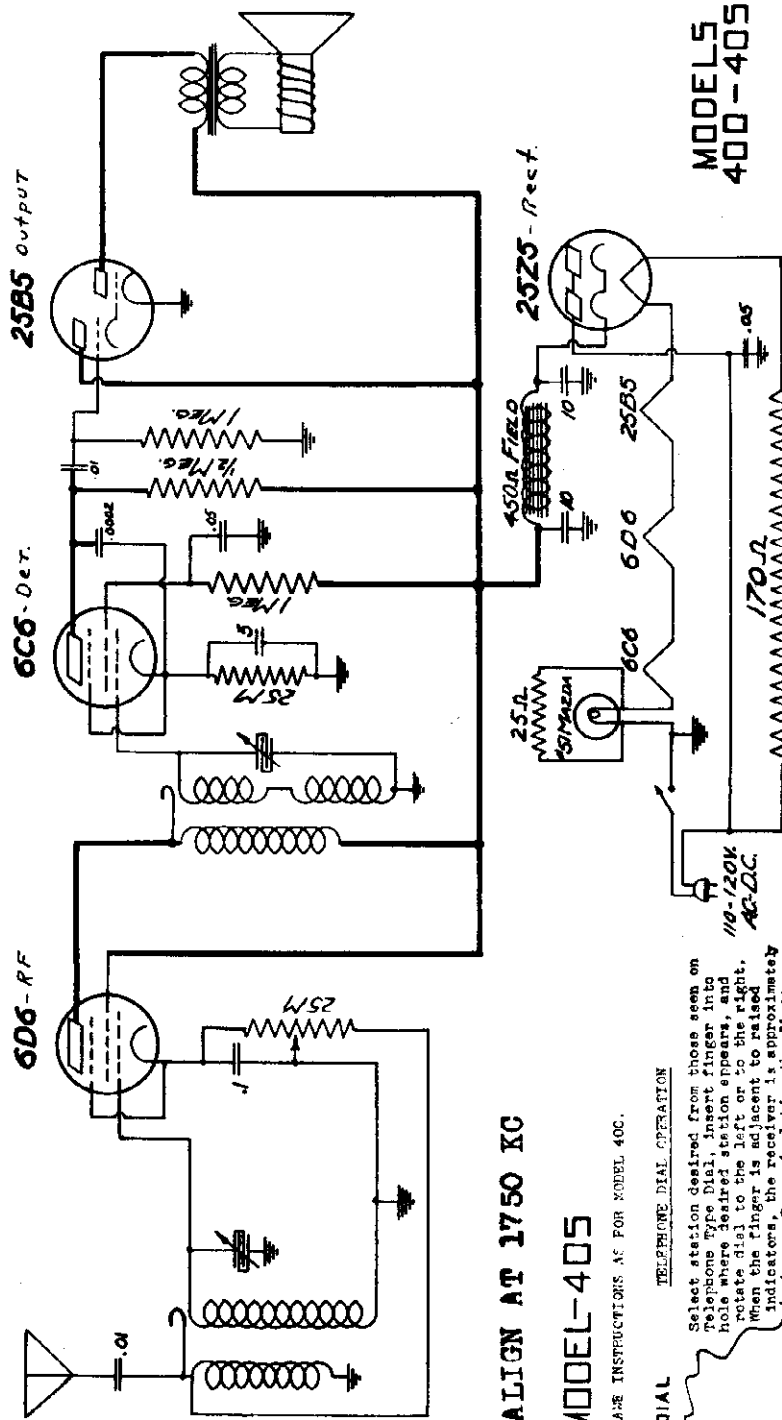 6D6-RF
6C6-Det.
25B5 Output
.01
.1
25M
25M
5
1 MEG.
.05
.0002
.01
1/2 MEG.
1 MEG.
450Ω FIELD
10
10
25Z5-Rect.
25Ω
51 MAZDA
6C6
6D6
25B5
.05
170Ω
110-120V.
AC-D.C.
MODELS
400-405
ALIGN AT 1750 KC
MODEL-405
INSTRUCTIONS AS FOR MODEL 400.
DIAL
TELEPHONE DIAL OPERATION
Select station desired from those seen on
Telephone Type Dial, insert finger into
hole where desired station appears, and
rotate dial to the left or to the right.
When the finger is adjacent to raised
indicators, the receiver is approximately